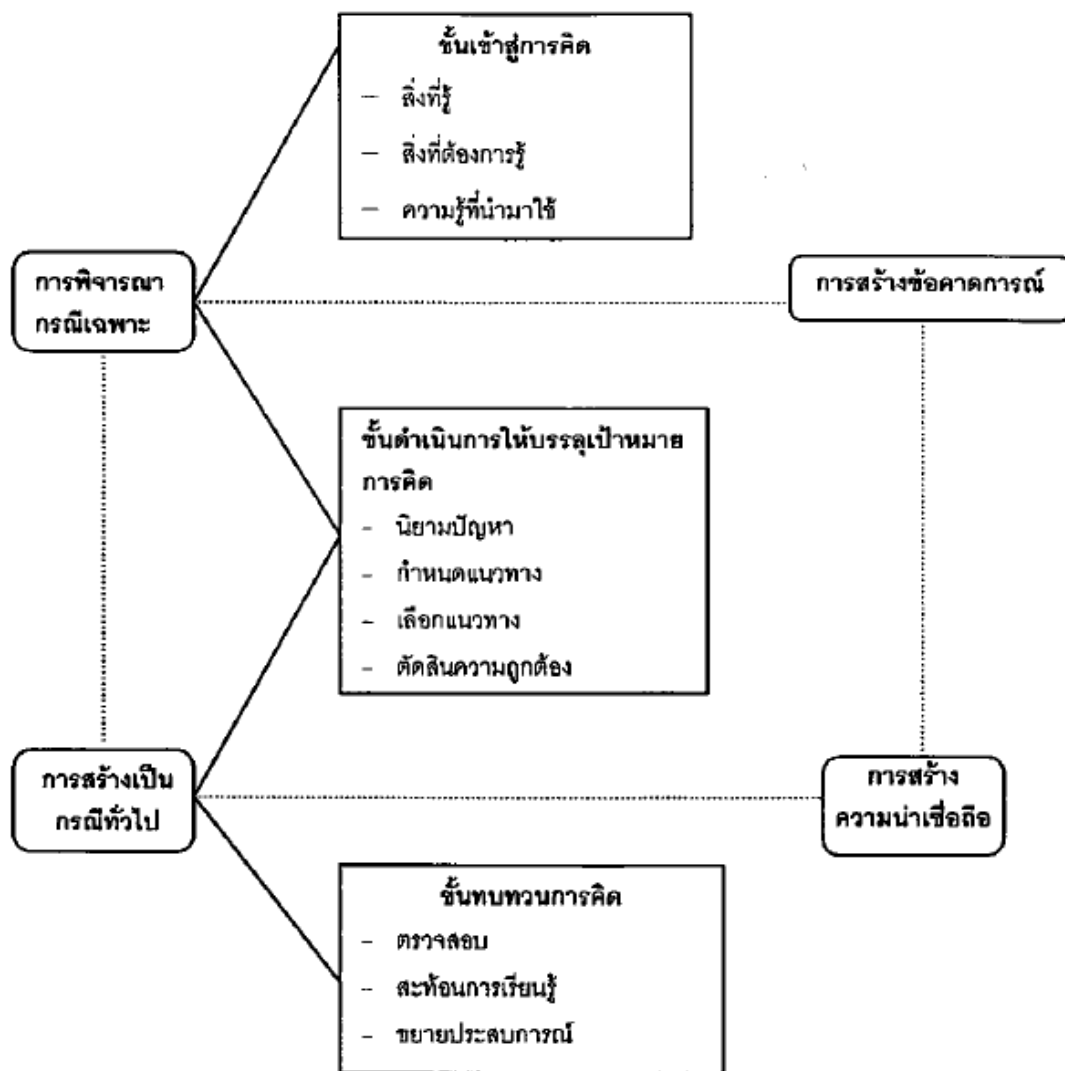 ขั้นเข้าสู่การคิด
– สิ่งที่รู้
– สิ่งที่ต้องการรู้
– ความรู้ที่นำมาใช้
การพิจารณา
กรณีเฉพาะ
การสร้างข้อคาดการณ์
ขั้นดำเนินการให้บรรลุเป้าหมาย
การคิด
- นิยามปัญหา
- กำหนดแนวทาง
- เลือกแนวทาง
- ตัดสินความถูกต้อง
การสร้างเป็น
กรณีทั่วไป
การสร้าง
ความน่าเชื่อถือ
ขั้นทบทวนการคิด
- ตรวจสอบ
- สะท้อนการเรียนรู้
- ขยายประสบการณ์